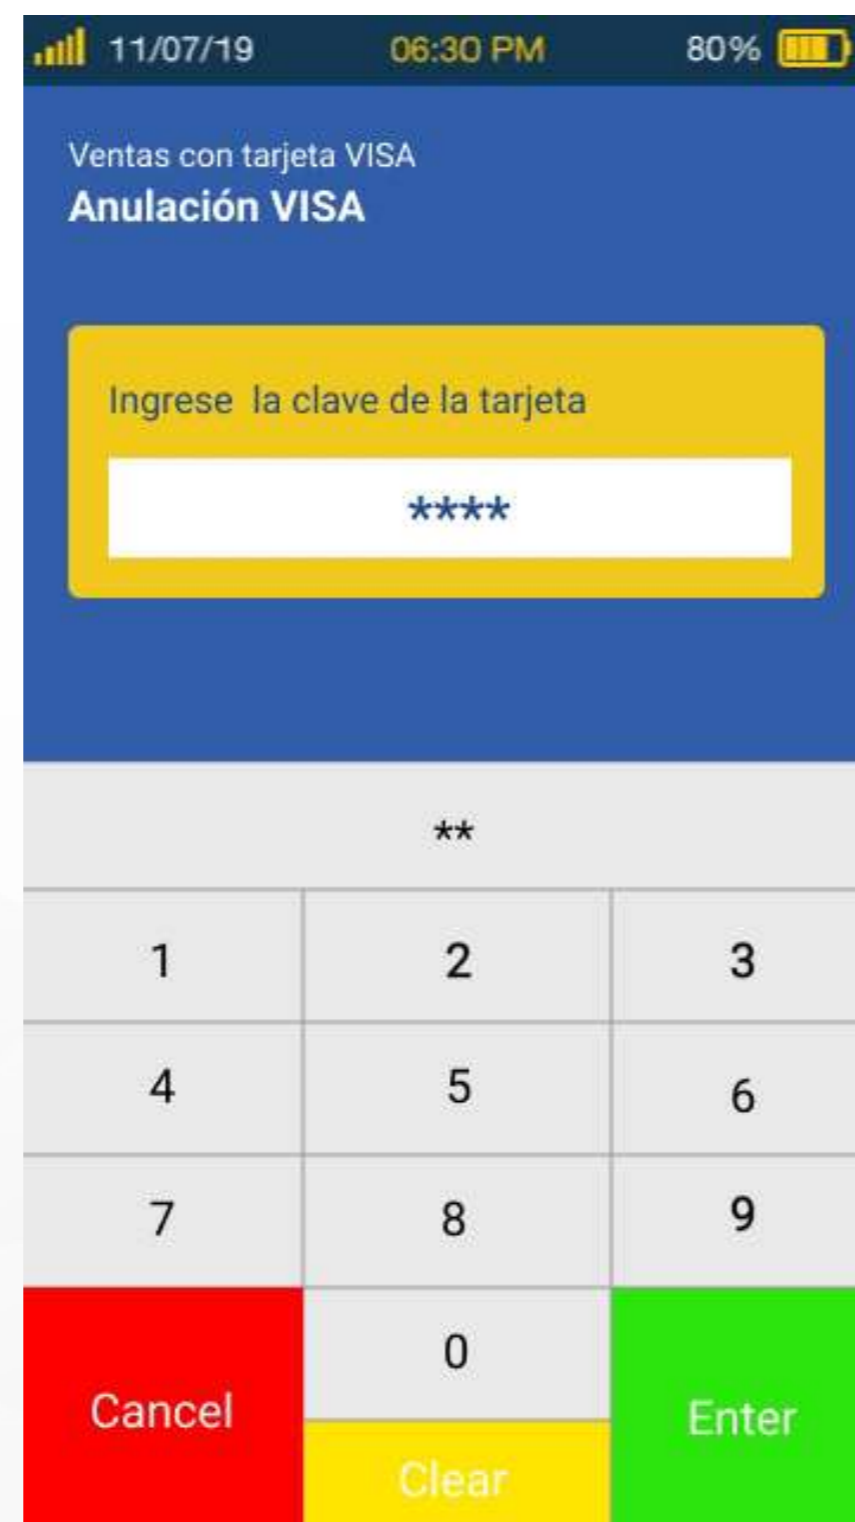 11/07/19 06:30 PM 80%
Ventas con tarjeta VISA
Anulación VISA
Ingrese la clave de la tarjeta
****
**
1 2 3
4 5 6
7 8 9
0
Cancel Enter
Clear